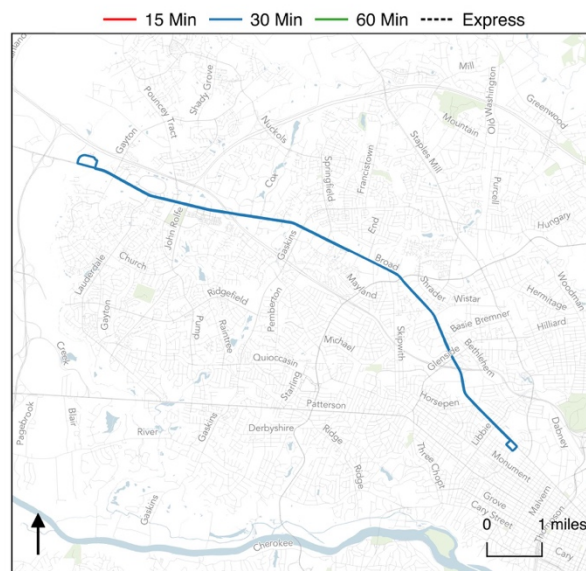 15 Min 30 Min 60 Min Express
Mill
Old Washington
Greenwood
Shady Grove
Pouncey Tract
Gayton
Nuckols
Mountain
Staples Mill
Springfield
Francistown
Cox
Purcell
John Rolfe
Gaskins
End
Hungary
Broad
Church
Lauderdale
Ridgefield
Pemberton
Mayland
Shrader
Wistar
Woodman
Hermitage
Gayton
Pump
Raintree
Skipwith
Bethlehem
Hilliard
Michael
Quioccasin
Glenside
Creek
Starling
Patterson
Horsepen
Pagebrook
Blair
River
Gaskins
Derbyshire
Ridge
Libbie
Dabney
Three Chopt
Monument
Ridge
Malvern
Grove
Gaskins
Cary Street
Thompson
0 1 miles
Cherokee
Cary